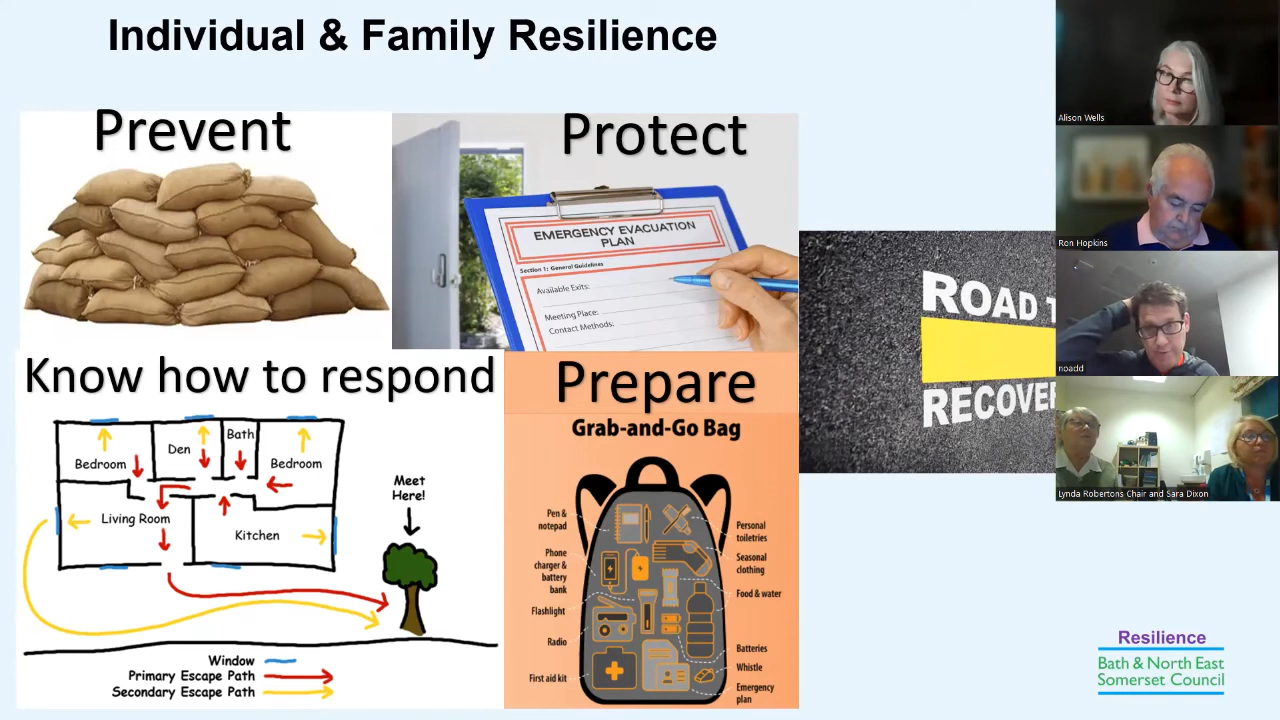 Individual & Family Resilience
Prevent
Protect
EMERGENCY EVACUATION
PLAN
Section 1: General Guidelines
Available Exits:
Meeting Place:
Contact Methods:
Know how to respond
Bedroom
Den
Bath
Bedroom
Living Room
Kitchen
Meet
Here!
Window
Primary Escape Path
Secondary Escape Path
Prepare
Grab-and-Go Bag
Pen &
notepad
Phone
charger &
battery
bank
Flashlight
Radio
First aid kit
Personal
toiletries
Seasonal
clothing
Food & water
Batteries
Whistle
Emergency
plan
ROAD T
RECOVER
Alison Wells
Ron Hopkins
noadd
Lynda Robertons Chair and Sara Dixon
Resilience
Bath & North East
Somerset Council